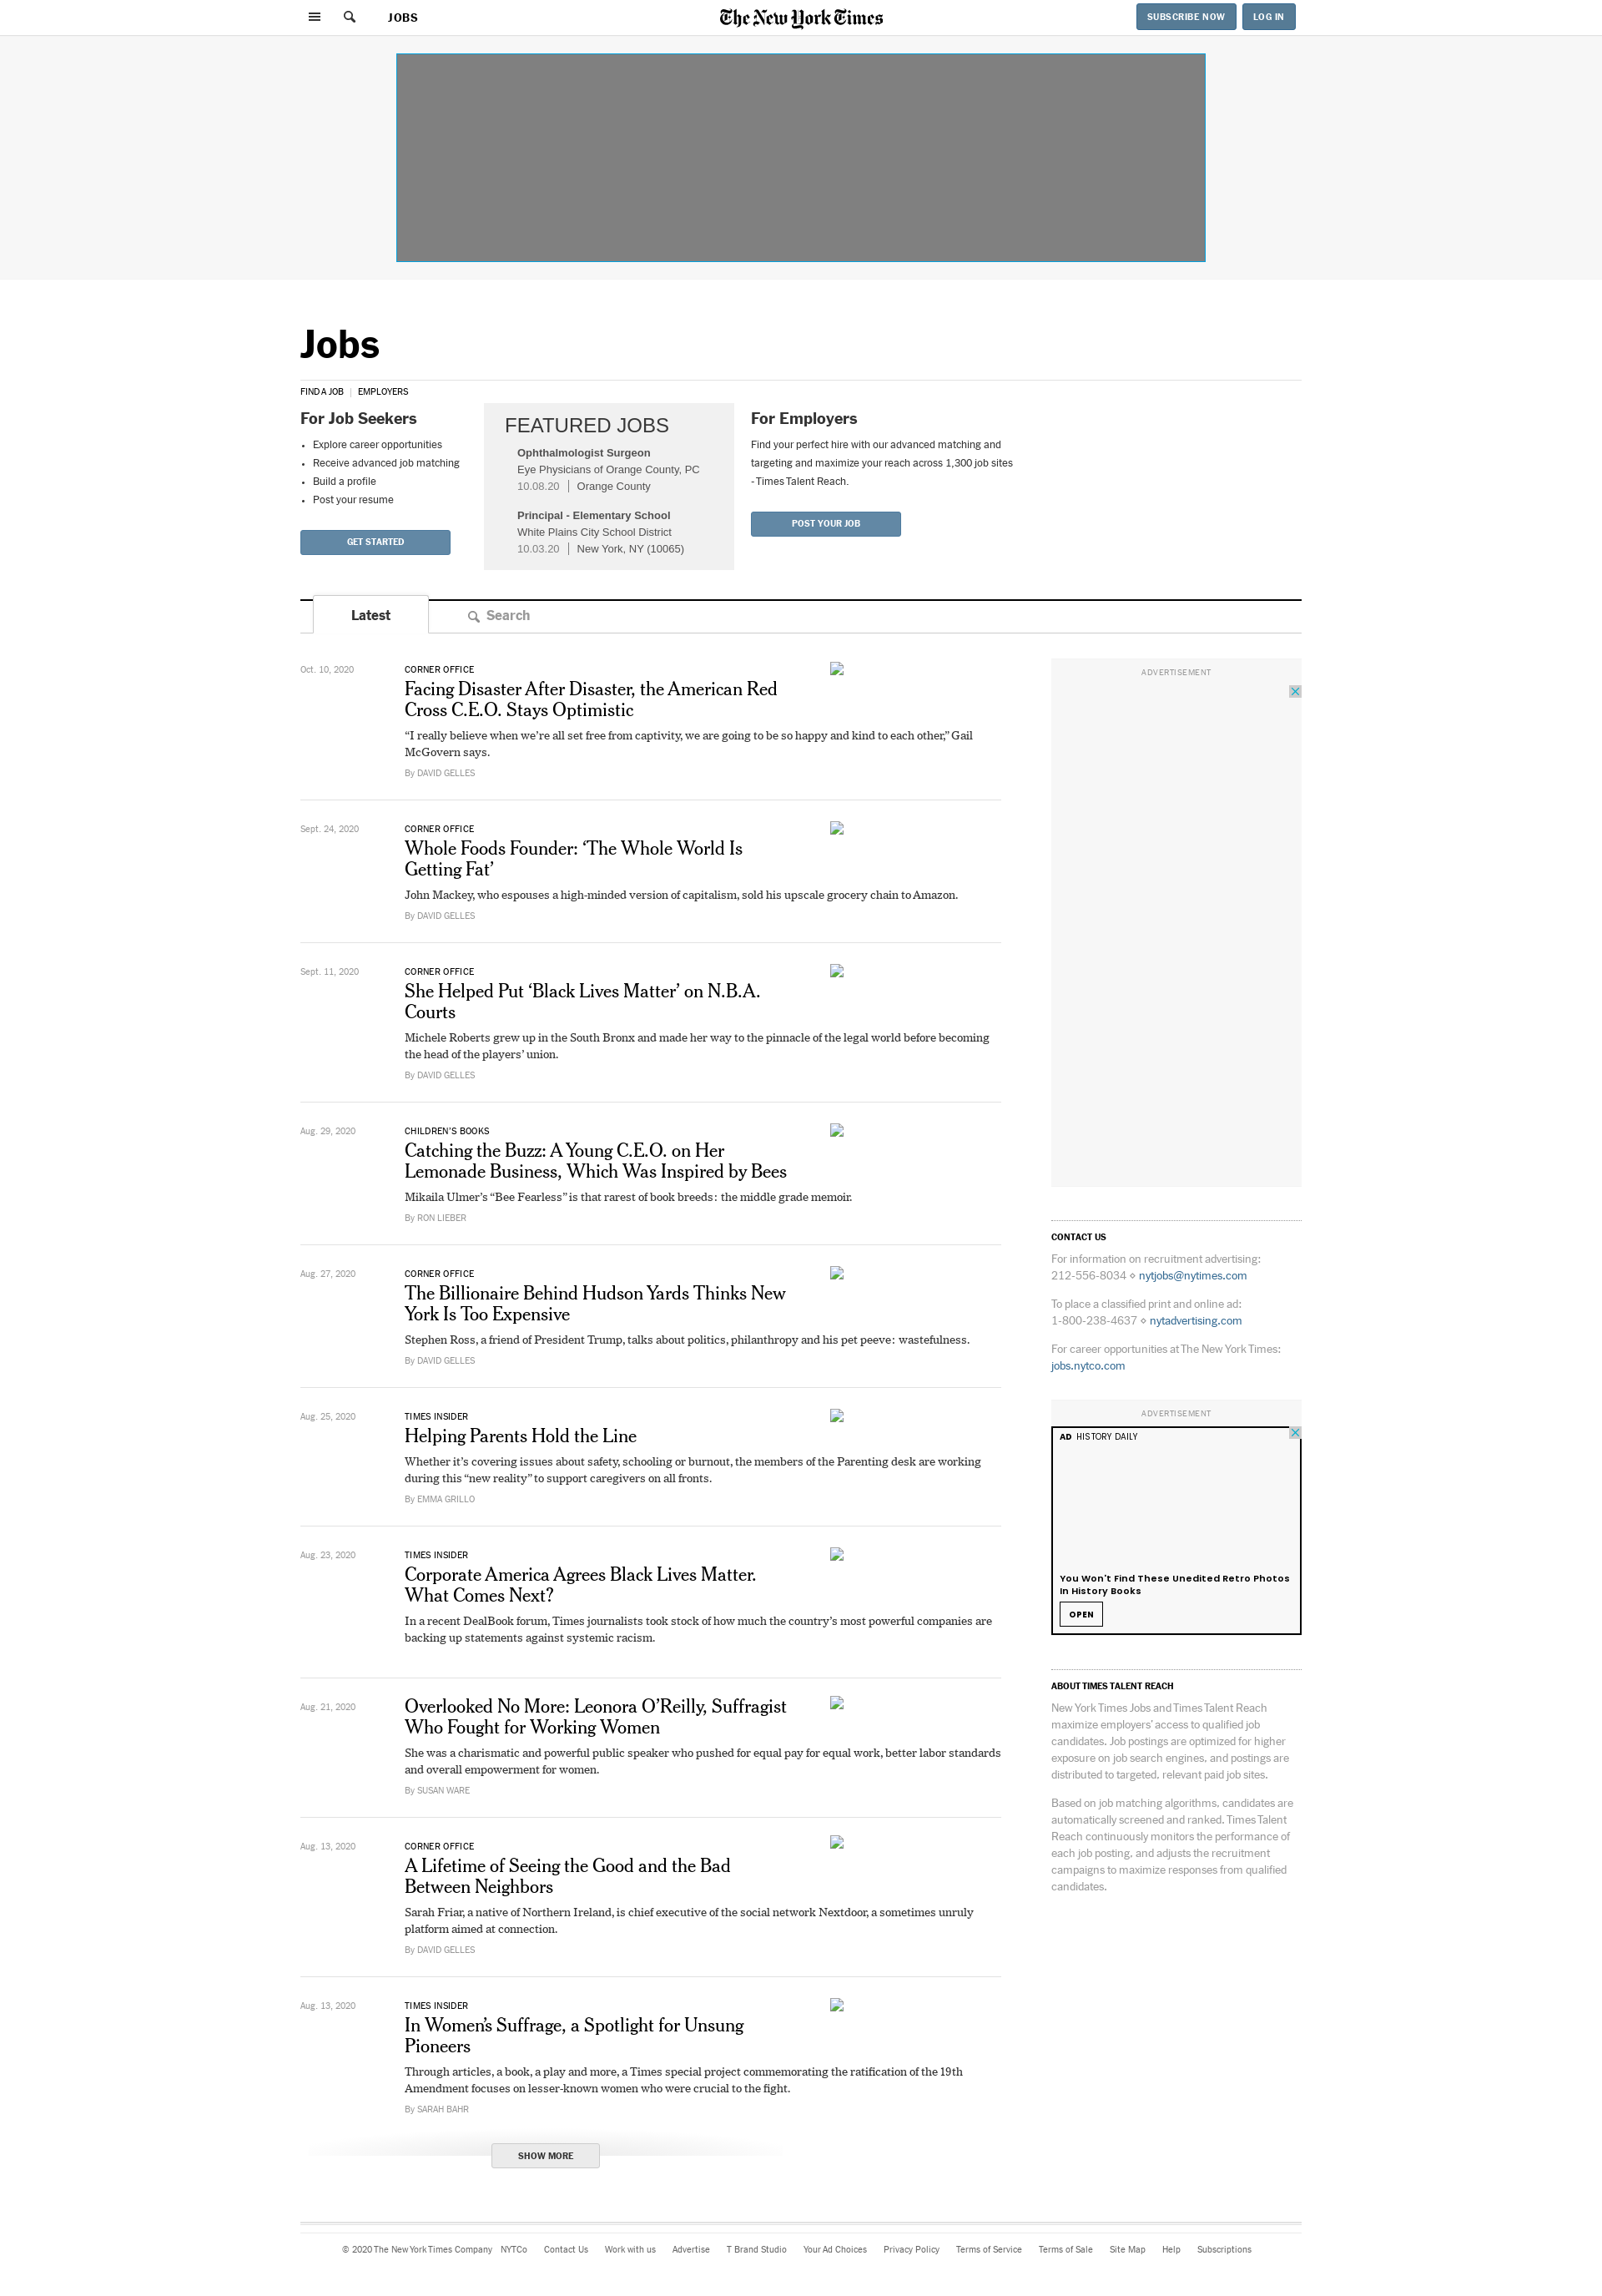 JOBS
The New York Times
SUBSCRIBE NOW
LOG IN
Jobs
FIND A JOB | EMPLOYERS
For Job Seekers
• Explore career opportunities
• Receive advanced job matching
• Build a profile
• Post your resume
GET STARTED
FEATURED JOBS
Ophthalmologist Surgeon
Eye Physicians of Orange County, PC
10.08.20 | Orange County
Principal - Elementary School
White Plains City School District
10.03.20 | New York, NY (10065)
For Employers
Find your perfect hire with our advanced matching and
targeting and maximize your reach across 1,300 job sites
- Times Talent Reach.
POST YOUR JOB
Latest
Search
Oct. 10, 2020
CORNER OFFICE
Facing Disaster After Disaster, the American Red
Cross C.E.O. Stays Optimistic
“I really believe when we’re all set free from captivity, we are going to be so happy and kind to each other,” Gail
McGovern says.
By DAVID GELLES
Sept. 24, 2020
CORNER OFFICE
Whole Foods Founder: ‘The Whole World Is
Getting Fat’
John Mackey, who espouses a high-minded version of capitalism, sold his upscale grocery chain to Amazon.
By DAVID GELLES
Sept. 11, 2020
CORNER OFFICE
She Helped Put ‘Black Lives Matter’ on N.B.A.
Courts
Michele Roberts grew up in the South Bronx and made her way to the pinnacle of the legal world before becoming
the head of the players’ union.
By DAVID GELLES
Aug. 29, 2020
CHILDREN’S BOOKS
Catching the Buzz: A Young C.E.O. on Her
Lemonade Business, Which Was Inspired by Bees
Mikaila Ulmer’s “Bee Fearless” is that rarest of book breeds: the middle grade memoir.
By RON LIEBER
Aug. 27, 2020
CORNER OFFICE
The Billionaire Behind Hudson Yards Thinks New
York Is Too Expensive
Stephen Ross, a friend of President Trump, talks about politics, philanthropy and his pet peeve: wastefulness.
By DAVID GELLES
Aug. 25, 2020
TIMES INSIDER
Helping Parents Hold the Line
Whether it’s covering issues about safety, schooling or burnout, the members of the Parenting desk are working
during this “new reality” to support caregivers on all fronts.
By EMMA GRILLO
Aug. 23, 2020
TIMES INSIDER
Corporate America Agrees Black Lives Matter.
What Comes Next?
In a recent DealBook forum, Times journalists took stock of how much the country’s most powerful companies are
backing up statements against systemic racism.
Aug. 21, 2020
Overlooked No More: Leonora O’Reilly, Suffragist
Who Fought for Working Women
She was a charismatic and powerful public speaker who pushed for equal pay for equal work, better labor standards
and overall empowerment for women.
By SUSAN WARE
Aug. 13, 2020
CORNER OFFICE
A Lifetime of Seeing the Good and the Bad
Between Neighbors
Sarah Friar, a native of Northern Ireland, is chief executive of the social network Nextdoor, a sometimes unruly
platform aimed at connection.
By DAVID GELLES
Aug. 13, 2020
TIMES INSIDER
In Women’s Suffrage, a Spotlight for Unsung
Pioneers
Through articles, a book, a play and more, a Times special project commemorating the ratification of the 19th
Amendment focuses on lesser-known women who were crucial to the fight.
By SARAH BAHR
SHOW MORE
ADVERTISEMENT
CONTACT US
For information on recruitment advertising:
212-556-8034 ⋄ nytjobs@nytimes.com
To place a classified print and online ad:
1-800-238-4637 ⋄ nytadvertising.com
For career opportunities at The New York Times:
jobs.nytco.com
ADVERTISEMENT
AD HISTORY DAILY
You Won't Find These Unedited Retro Photos
In History Books
OPEN
ABOUT TIMES TALENT REACH
New York Times Jobs and Times Talent Reach
maximize employers’ access to qualified job
candidates. Job postings are optimized for higher
exposure on job search engines, and postings are
distributed to targeted, relevant paid job sites.
Based on job matching algorithms, candidates are
automatically screened and ranked. Times Talent
Reach continuously monitors the performance of
each job posting, and adjusts the recruitment
campaigns to maximize responses from qualified
candidates.
© 2020 The New York Times Company NYTCo Contact Us Work with us Advertise T Brand Studio Your Ad Choices Privacy Policy Terms of Service Terms of Sale Site Map Help Subscriptions